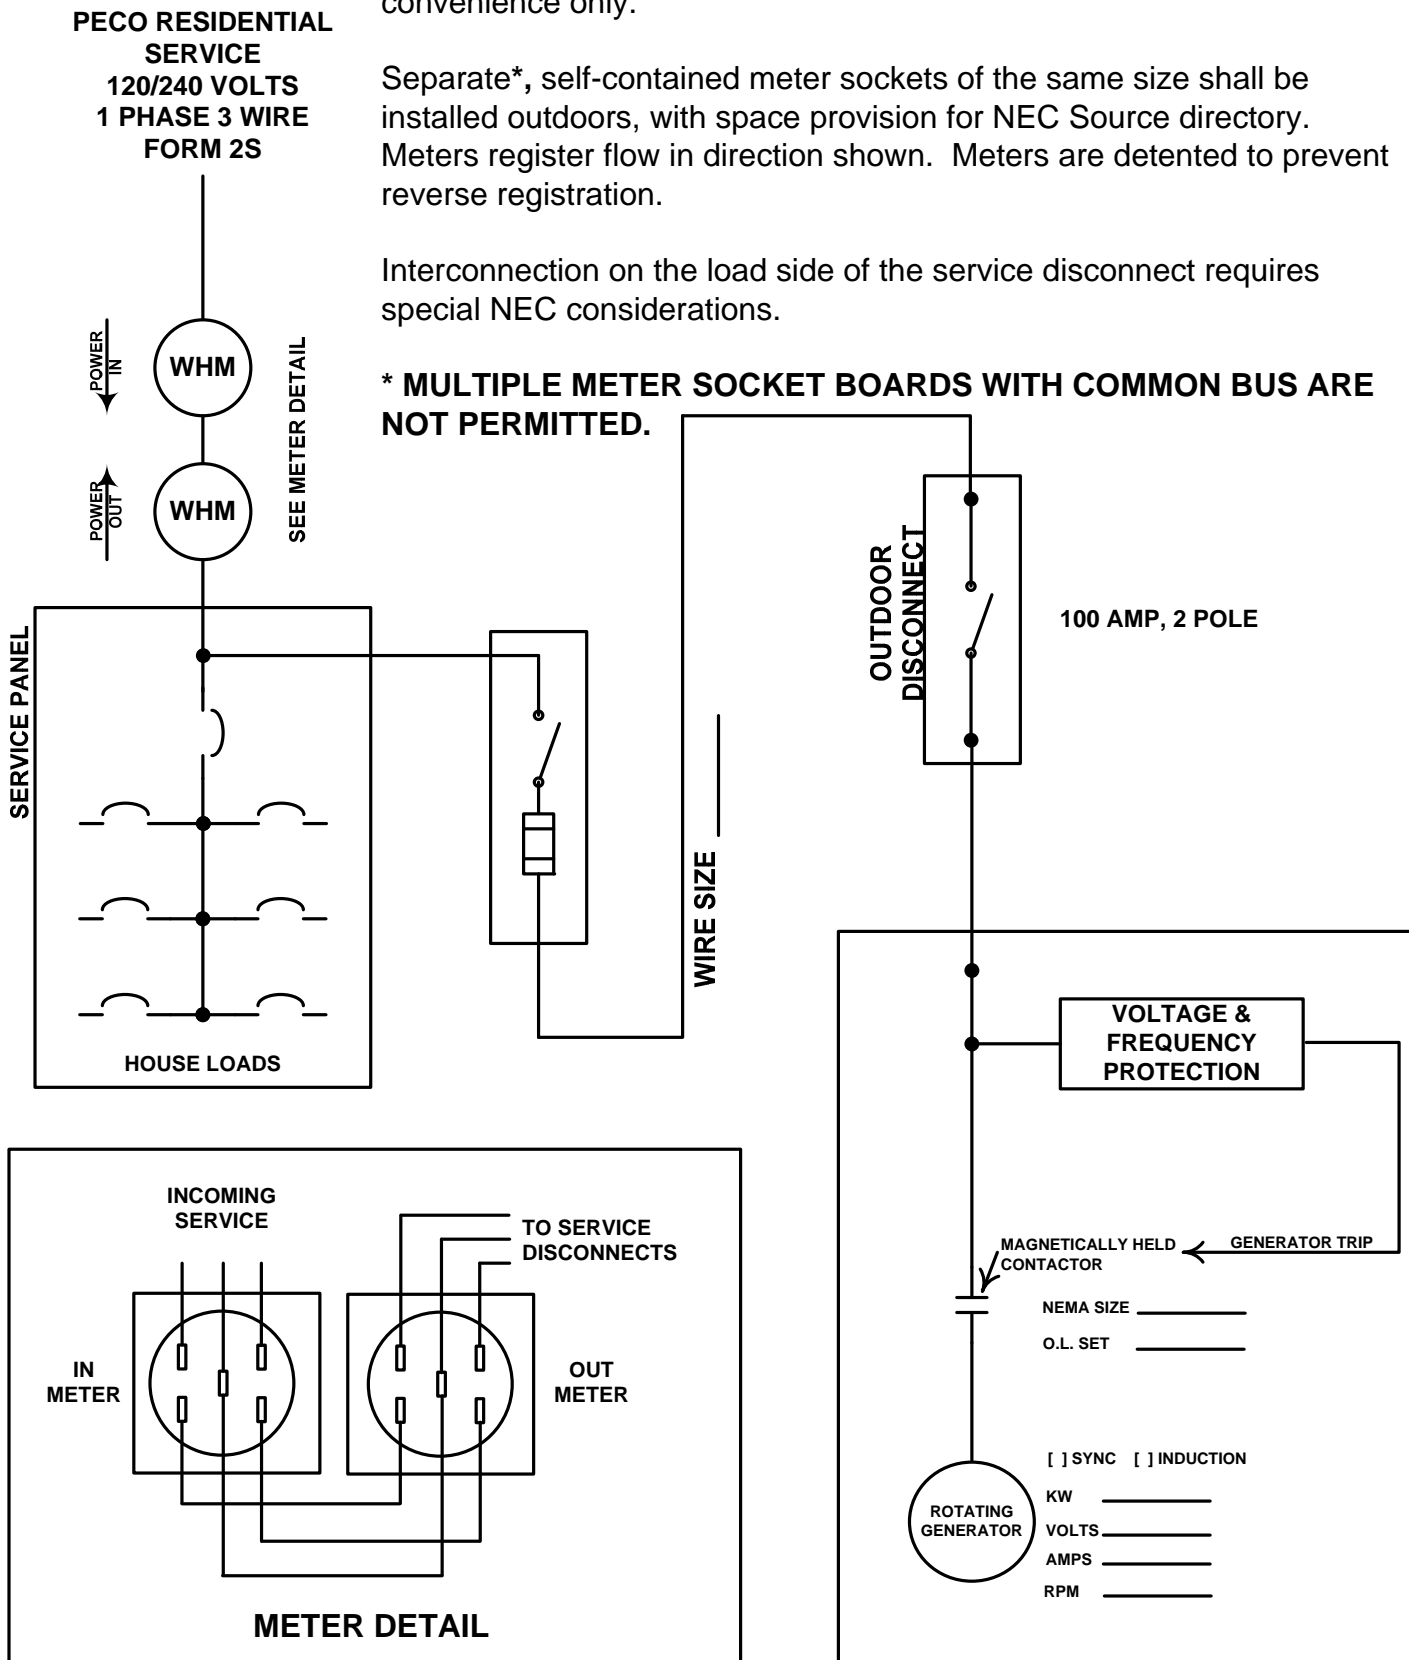 convenience only.
PECO RESIDENTIAL
SERVICE
120/240 VOLTS
1 PHASE 3 WIRE
FORM 2S
Separate*, self-contained meter sockets of the same size shall be
installed outdoors, with space provision for NEC Source directory.
Meters register flow in direction shown.  Meters are detented to prevent
reverse registration.
Interconnection on the load side of the service disconnect requires
special NEC considerations.
* MULTIPLE METER SOCKET BOARDS WITH COMMON BUS ARE
NOT PERMITTED.
POWER
IN
WHM
SEE METER DETAIL
POWER
OUT
WHM
SERVICE PANEL
HOUSE LOADS
WIRE SIZE
OUTDOOR
DISCONNECT
100 AMP, 2 POLE
VOLTAGE &
FREQUENCY
PROTECTION
MAGNETICALLY HELD
CONTACTOR
GENERATOR TRIP
NEMA SIZE
O.L. SET
[ ] SYNC [ ] INDUCTION
ROTATING
GENERATOR
KW
VOLTS
AMPS
RPM
INCOMING
SERVICE
TO SERVICE
DISCONNECTS
IN
METER
OUT
METER
METER DETAIL